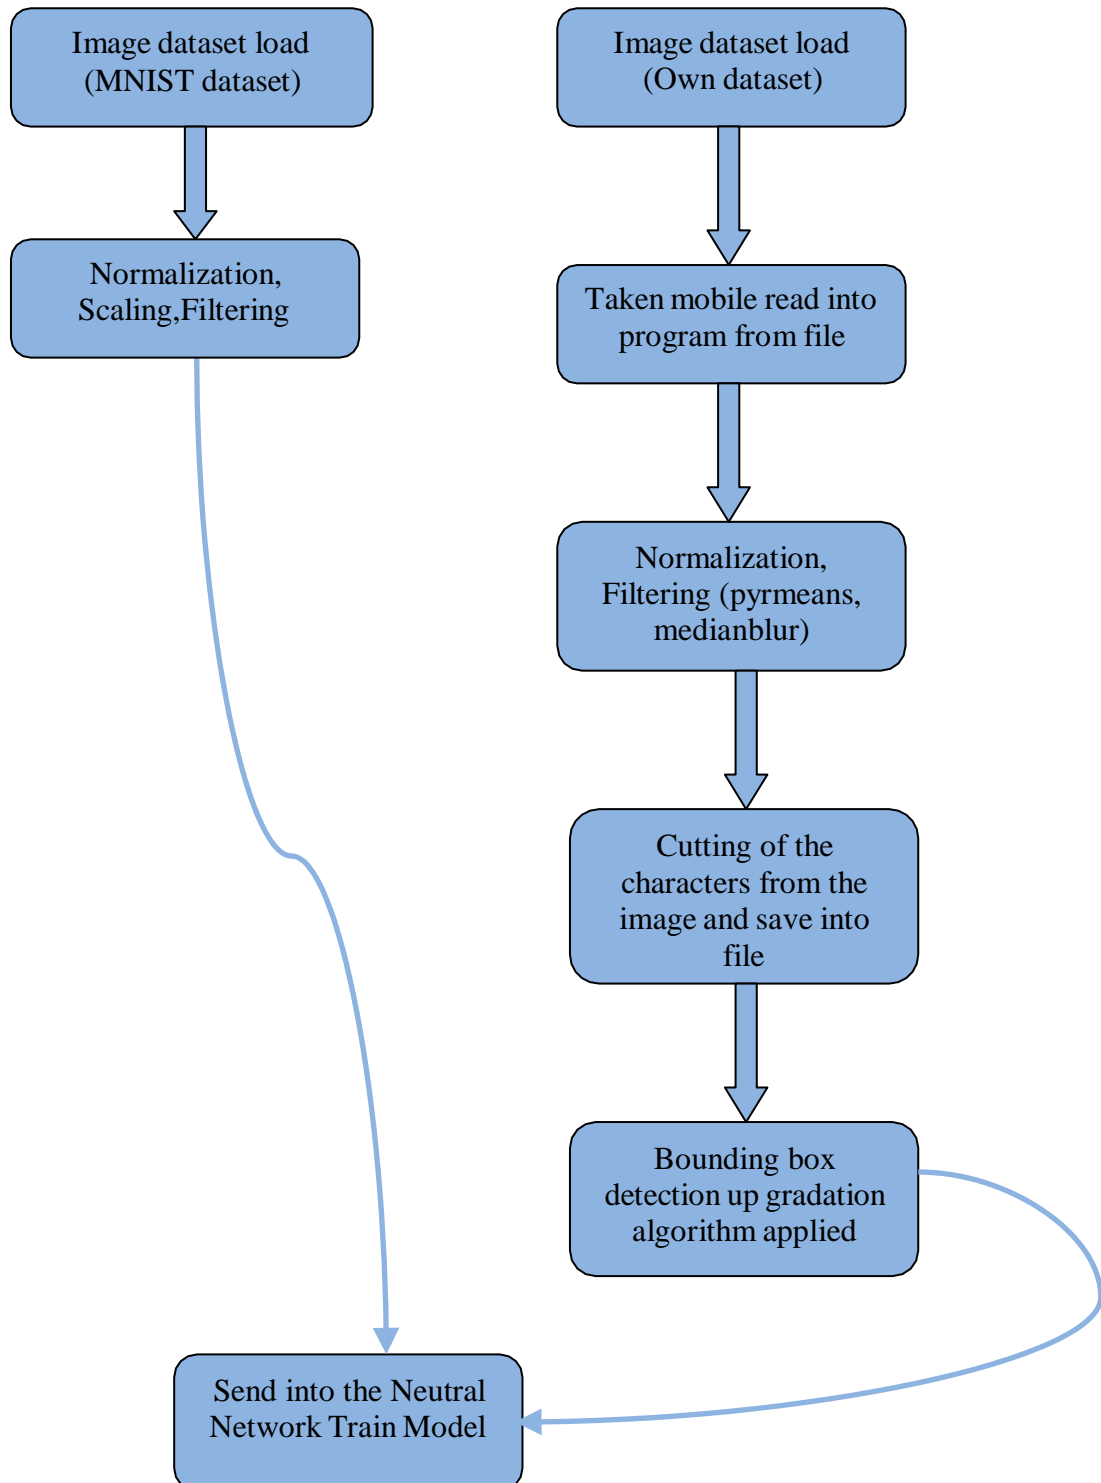 Image dataset load
(MNIST dataset)
Normalization,
Scaling,Filtering
Image dataset load
(Own dataset)
Taken mobile read into
program from file
Normalization,
Filtering (pyrmeans,
medianblur)
Cutting of the
characters from the
image and save into
file
Bounding box
detection up gradation
algorithm applied
Send into the Neutral
Network Train Model